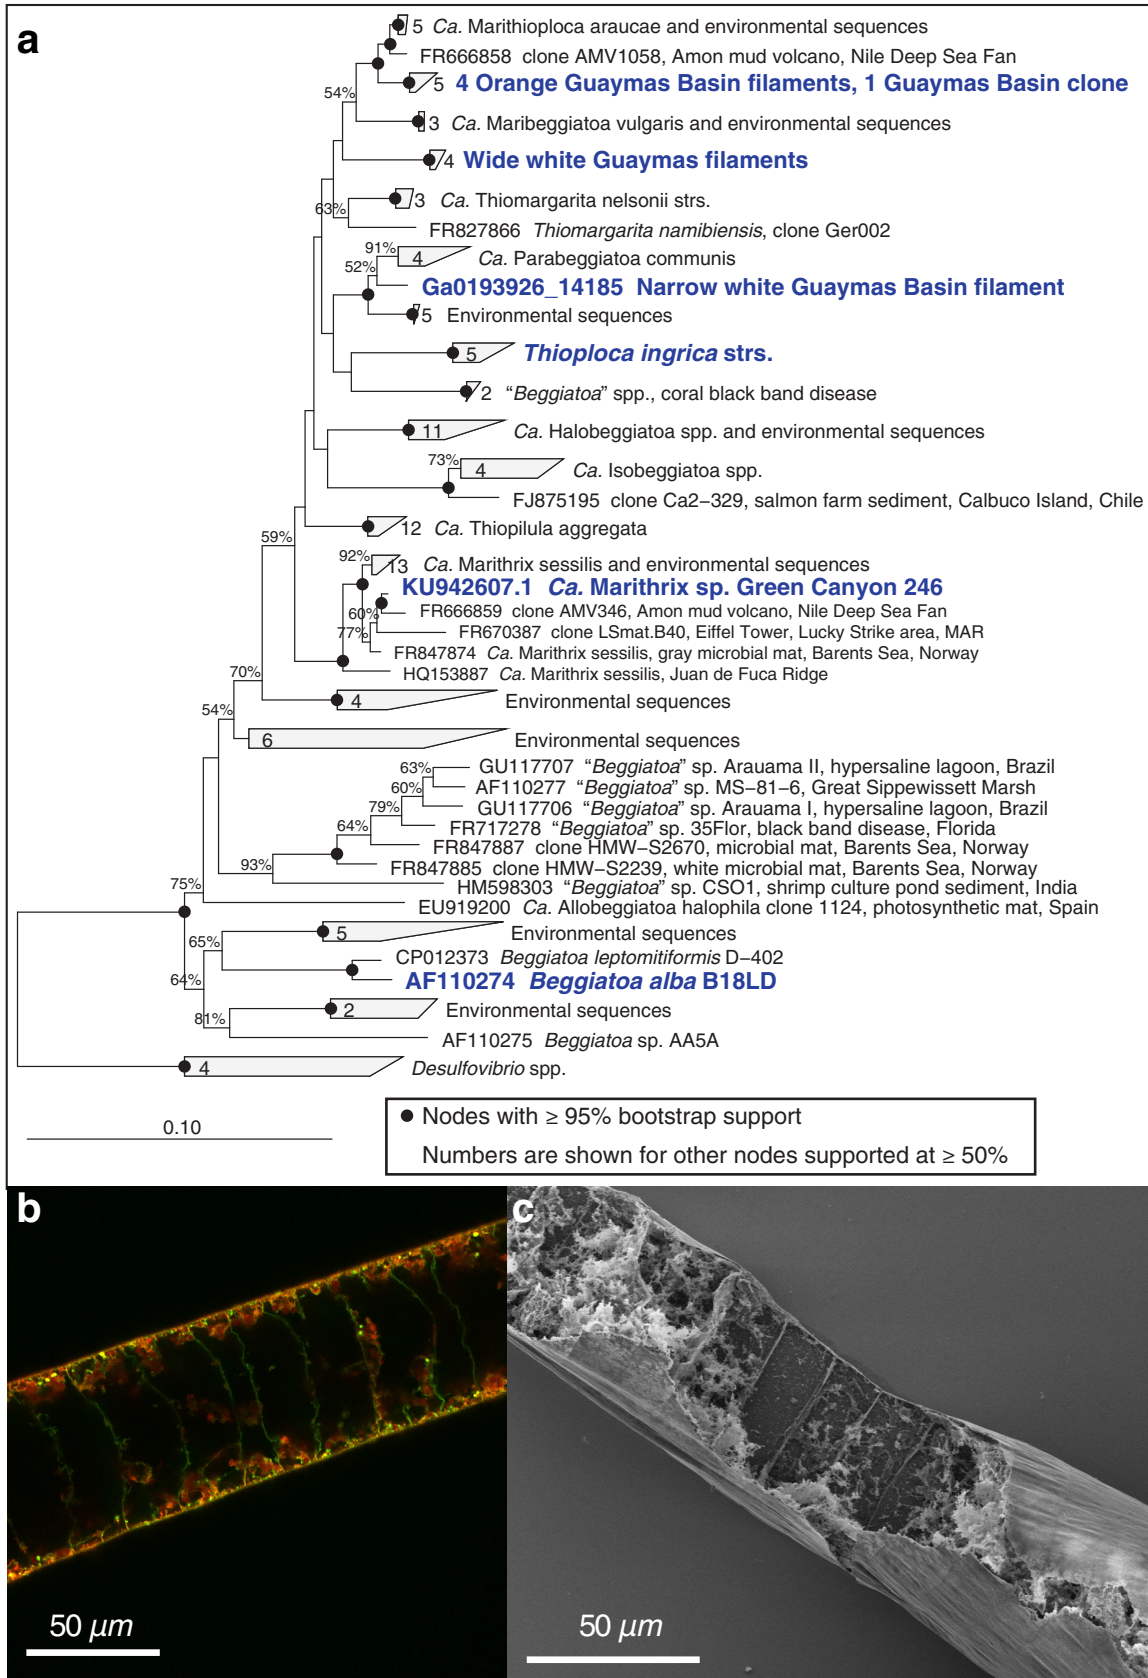 a
5 Ca. Marithioploca araucae and environmental sequences
FR666858 clone AMV1058, Amon mud volcano, Nile Deep Sea Fan
5 4 Orange Guaymas Basin filaments, 1 Guaymas Basin clone
54%
3 Ca. Maribeggiatoa vulgaris and environmental sequences
4 Wide white Guaymas filaments
3 Ca. Thiomargarita nelsonii strs.
63%
FR827866 Thiomargarita namibiensis, clone Ger002
91%
4 Ca. Parabeggiatoa communis
52%
Ga0193926_14185 Narrow white Guaymas Basin filament
5 Environmental sequences
5 Thioploca ingrica strs.
2 “Beggiatoa” spp., coral black band disease
11 Ca. Halobeggiatoa spp. and environmental sequences
73%
4 Ca. Isobeggiatoa spp.
FJ875195 clone Ca2−329, salmon farm sediment, Calbuco Island, Chile
12 Ca. Thiopilula aggregata
59%
92%
13 Ca. Marithrix sessilis and environmental sequences
KU942607.1 Ca. Marithrix sp. Green Canyon 246
60%
FR666859 clone AMV346, Amon mud volcano, Nile Deep Sea Fan
77%
FR670387 clone LSmat.B40, Eiffel Tower, Lucky Strike area, MAR
FR847874 Ca. Marithrix sessilis, gray microbial mat, Barents Sea, Norway
HQ153887 Ca. Marithrix sessilis, Juan de Fuca Ridge
70%
4 Environmental sequences
54%
6 Environmental sequences
63%
GU117707 “Beggiatoa” sp. Arauama II, hypersaline lagoon, Brazil
60%
AF110277 “Beggiatoa” sp. MS−81−6, Great Sippewissett Marsh
79%
GU117706 “Beggiatoa” sp. Arauama I, hypersaline lagoon, Brazil
64%
FR717278 “Beggiatoa” sp. 35Flor, black band disease, Florida
FR847887 clone HMW−S2670, microbial mat, Barents Sea, Norway
93%
FR847885 clone HMW−S2239, white microbial mat, Barents Sea, Norway
75%
HM598303 “Beggiatoa” sp. CSO1, shrimp culture pond sediment, India
EU919200 Ca. Allobeggiatoa halophila clone 1124, photosynthetic mat, Spain
5 Environmental sequences
65%
CP012373 Beggiatoa leptomitiformis D−402
64%
AF110274 Beggiatoa alba B18LD
2 Environmental sequences
81%
AF110275 Beggiatoa sp. AA5A
4 Desulfovibrio spp.
0.10
Nodes with ≥ 95% bootstrap support
Numbers are shown for other nodes supported at ≥ 50%
b
50 µm
c
50 µm